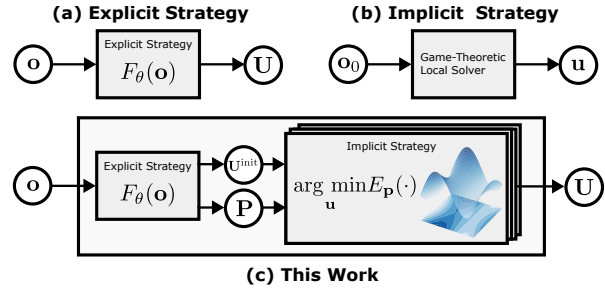 (a) Explicit Strategy
(b) Implicit Strategy
o
Explicit Strategy
F_θ(o)
U
o_0
Game-Theoretic
Local Solver
u
o
Explicit Strategy
F_θ(o)
U^init
P
Implicit Strategy
arg min E_p(·)
u
U
(c) This Work